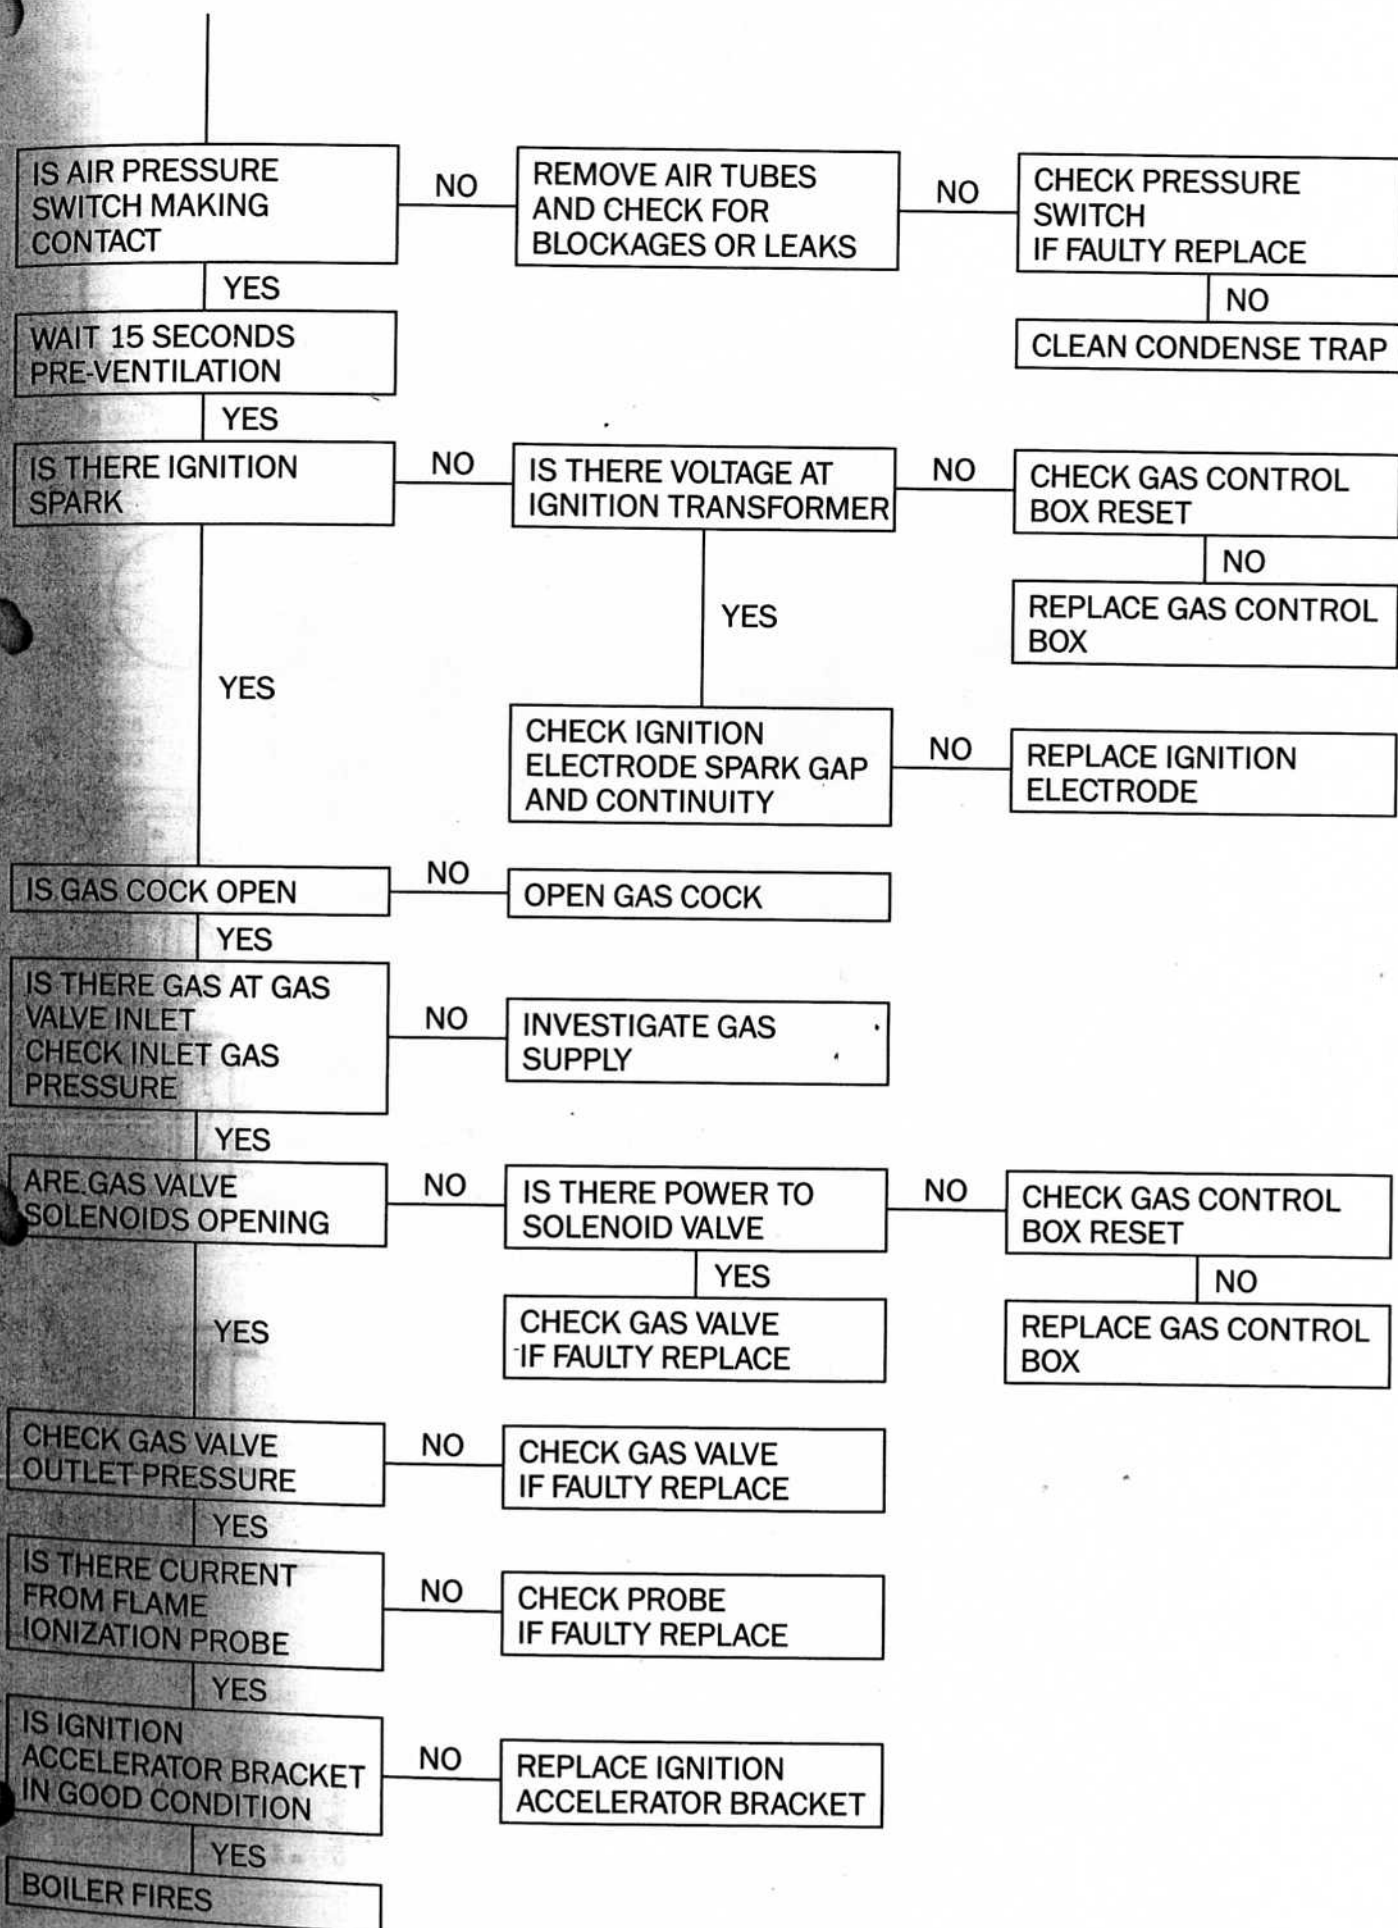 IS AIR PRESSURE
SWITCH MAKING
CONTACT
NO
REMOVE AIR TUBES
AND CHECK FOR
BLOCKAGES OR LEAKS
NO
CHECK PRESSURE
SWITCH
IF FAULTY REPLACE
YES
NO
WAIT 15 SECONDS
PRE-VENTILATION
CLEAN CONDENSE TRAP
YES
IS THERE IGNITION
SPARK
NO
IS THERE VOLTAGE AT
IGNITION TRANSFORMER
NO
CHECK GAS CONTROL
BOX RESET
NO
REPLACE GAS CONTROL
BOX
YES
YES
CHECK IGNITION
ELECTRODE SPARK GAP
AND CONTINUITY
NO
REPLACE IGNITION
ELECTRODE
IS GAS COCK OPEN
NO
OPEN GAS COCK
YES
IS THERE GAS AT GAS
VALVE INLET
CHECK INLET GAS
PRESSURE
NO
INVESTIGATE GAS
SUPPLY
YES
ARE GAS VALVE
SOLENOIDS OPENING
NO
IS THERE POWER TO
SOLENOID VALVE
NO
CHECK GAS CONTROL
BOX RESET
YES
NO
YES
CHECK GAS VALVE
IF FAULTY REPLACE
REPLACE GAS CONTROL
BOX
CHECK GAS VALVE
OUTLET PRESSURE
NO
CHECK GAS VALVE
IF FAULTY REPLACE
YES
IS THERE CURRENT
FROM FLAME
IONIZATION PROBE
NO
CHECK PROBE
IF FAULTY REPLACE
YES
IS IGNITION
ACCELERATOR BRACKET
IN GOOD CONDITION
NO
REPLACE IGNITION
ACCELERATOR BRACKET
YES
BOILER FIRES